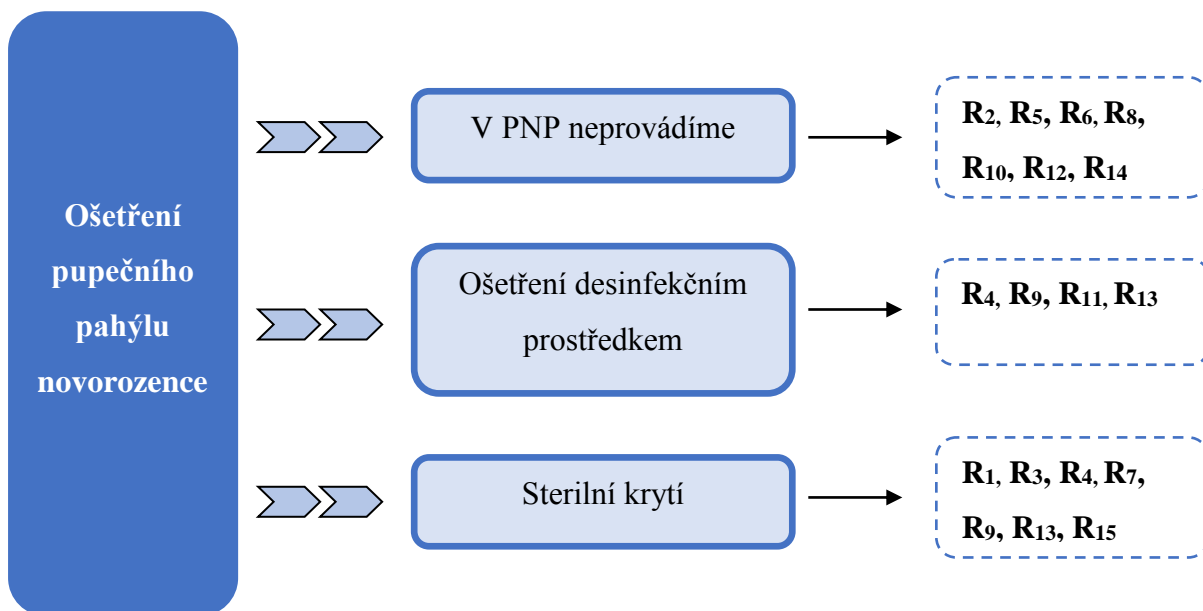 Ošetření
pupečního
pahýlu
novorozence
V PNP neprovádíme
R2, R5, R6, R8,
R10, R12, R14
Ošetření desinfekčním
prostředkem
R4, R9, R11, R13
Sterilní krytí
R1, R3, R4, R7,
R9, R13, R15